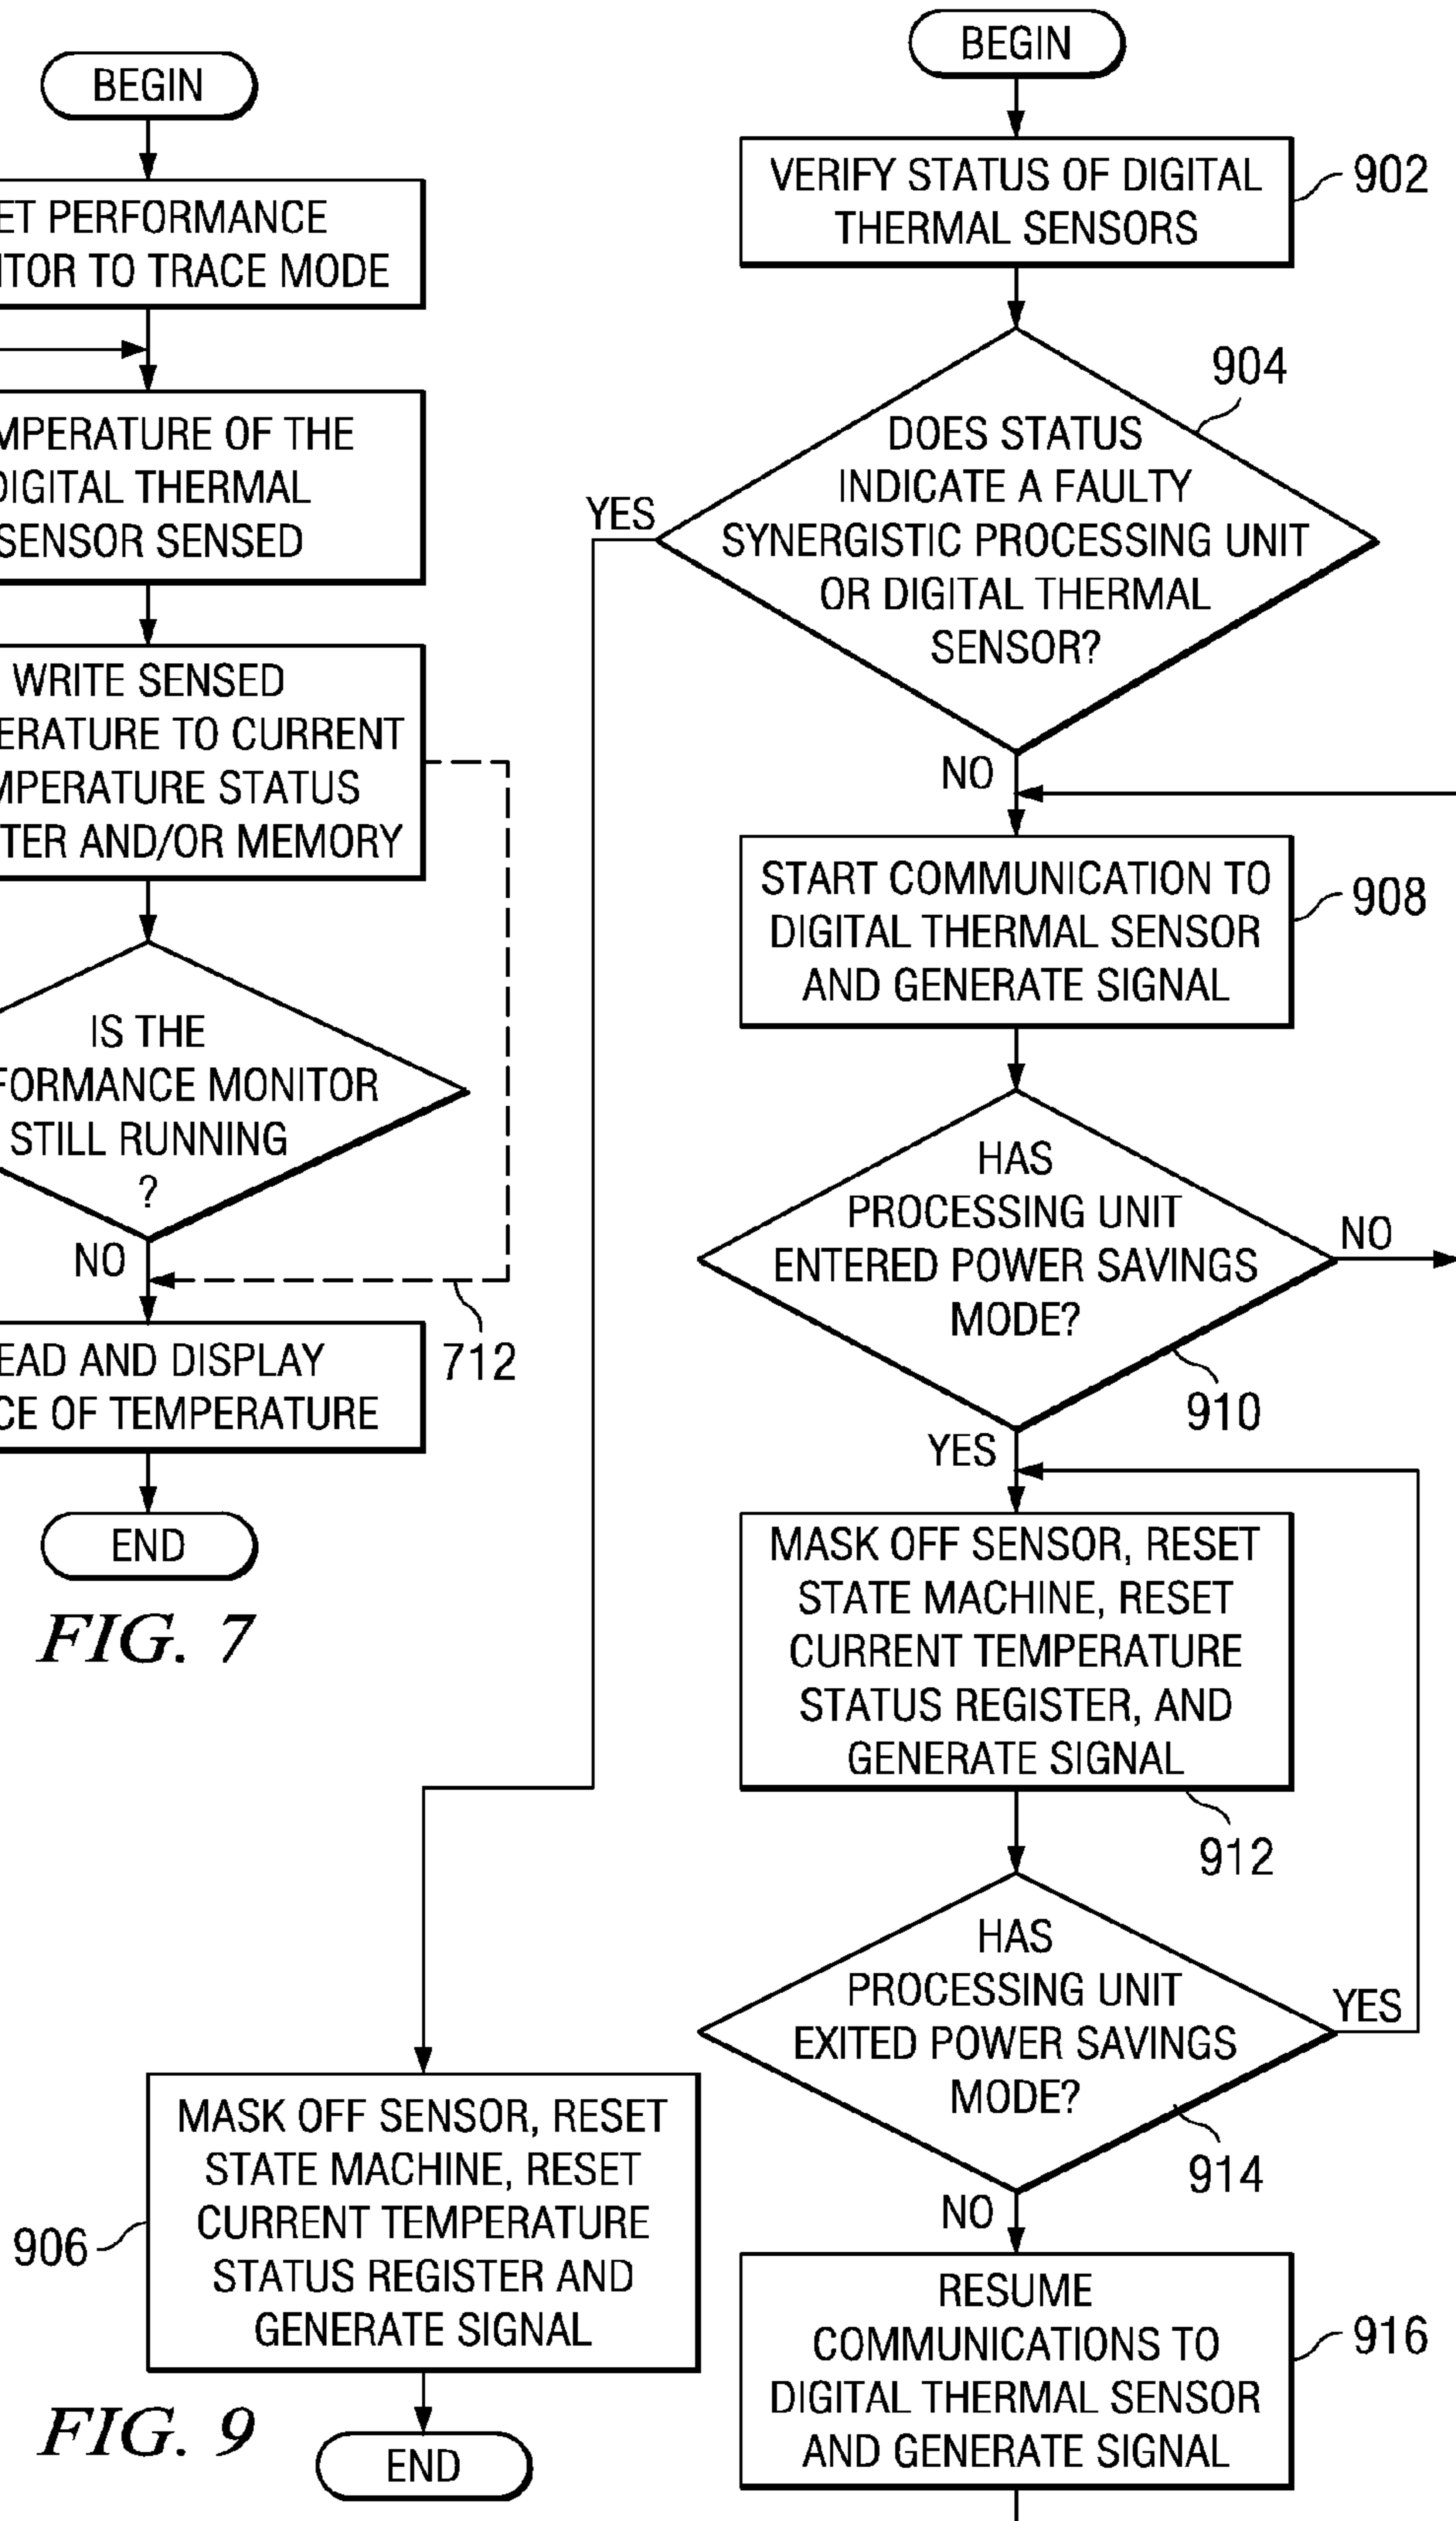 BEGIN
ET PERFORMANCE
ITOR TO TRACE MODE
MPERATURE OF THE
DIGITAL THERMAL
SENSOR SENSED
WRITE SENSED
ERATURE TO CURRENT
MPERATURE STATUS
TER AND/OR MEMORY
IS THE
FORMANCE MONITOR
STILL RUNNING
?
NO
712
EAD AND DISPLAY
CE OF TEMPERATURE
END
FIG. 7
BEGIN
VERIFY STATUS OF DIGITAL
THERMAL SENSORS
902
904
DOES STATUS
INDICATE A FAULTY
SYNERGISTIC PROCESSING UNIT
OR DIGITAL THERMAL
SENSOR?
YES
NO
START COMMUNICATION TO
DIGITAL THERMAL SENSOR
AND GENERATE SIGNAL
908
HAS
PROCESSING UNIT
ENTERED POWER SAVINGS
MODE?
NO
910
YES
MASK OFF SENSOR, RESET
STATE MACHINE, RESET
CURRENT TEMPERATURE
STATUS REGISTER, AND
GENERATE SIGNAL
912
HAS
PROCESSING UNIT
EXITED POWER SAVINGS
MODE?
YES
914
NO
RESUME
COMMUNICATIONS TO
DIGITAL THERMAL SENSOR
AND GENERATE SIGNAL
916
MASK OFF SENSOR, RESET
STATE MACHINE, RESET
CURRENT TEMPERATURE
STATUS REGISTER AND
GENERATE SIGNAL
906
END
FIG. 9